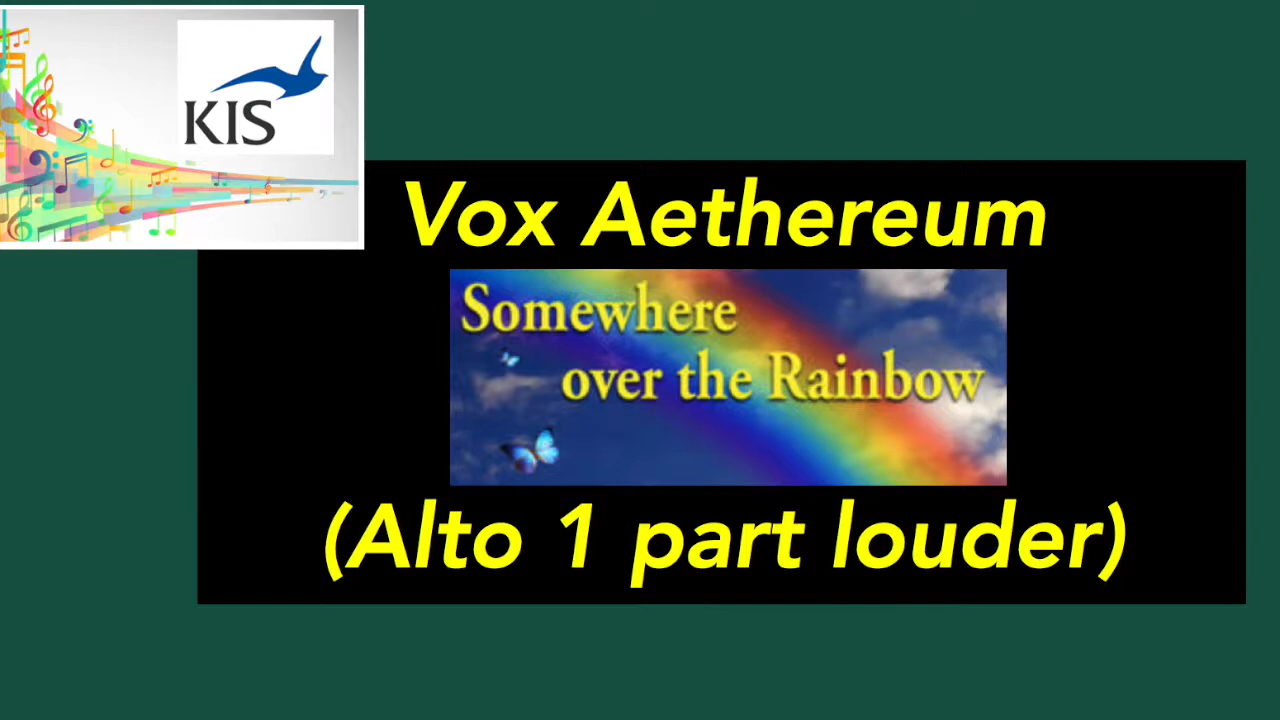 KIS
Vox Aethereum
Somewhere
over the Rainbow
(Alto 1 part louder)